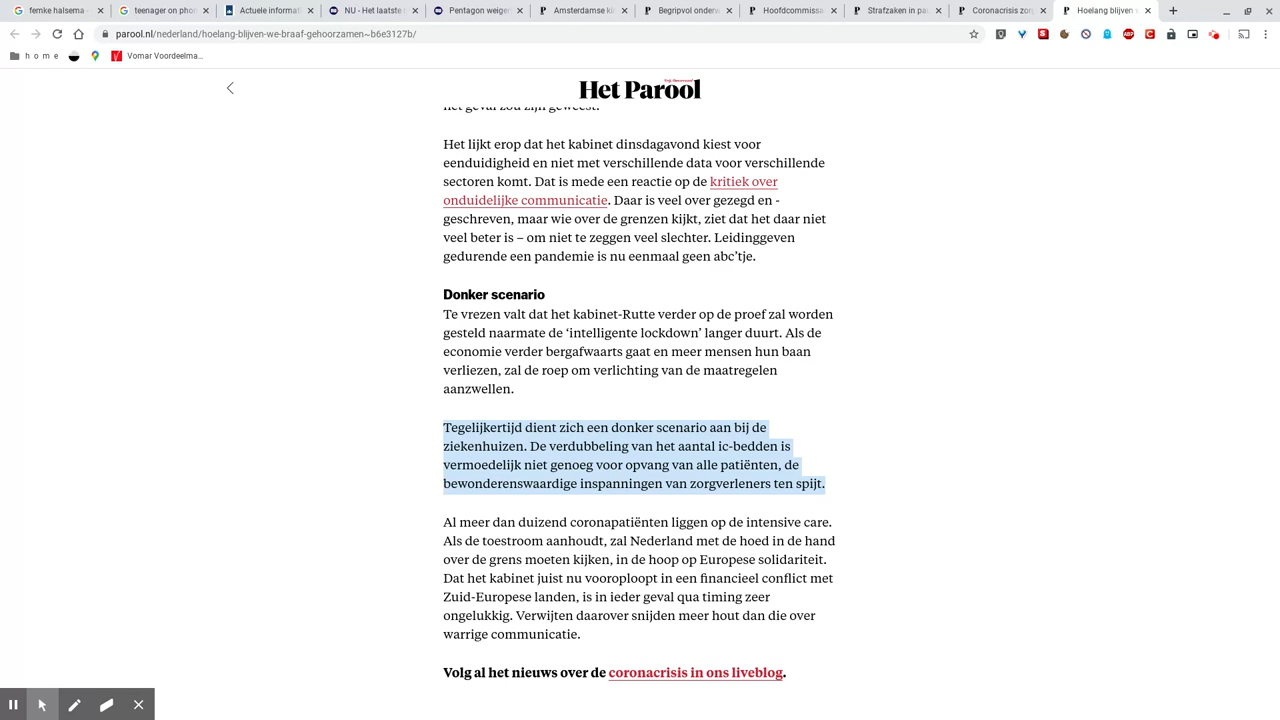 femke halsema -
teenager on phon
Actuele informati
NU - Het laatste n
Pentagon weigert
Amsterdamse ki
Begripvol onderw
Hoofdcommissa
Strafzaken in pa
Coronacrisis zorg
Hoelang blijven w
parool.nl/nederland/hoelang-blijven-we-braaf-gehoorzamen~b6e3127b/
home
Vomar Voordeelma...
Het Parool
het geval zou zijn geweest.
Het lijkt erop dat het kabinet dinsdagavond kiest voor
eenduidigheid en niet met verschillende data voor verschillende
sectoren komt. Dat is mede een reactie op de kritiek over
onduidelijke communicatie. Daar is veel over gezegd en -
geschreven, maar wie over de grenzen kijkt, ziet dat het daar niet
veel beter is – om niet te zeggen veel slechter. Leidinggeven
gedurende een pandemie is nu eenmaal geen abc’tje.
Donker scenario
Te vrezen valt dat het kabinet-Rutte verder op de proef zal worden
gesteld naarmate de ‘intelligente lockdown’ langer duurt. Als de
economie verder bergafwaarts gaat en meer mensen hun baan
verliezen, zal de roep om verlichting van de maatregelen
aanzwellen.
Tegelijkertijd dient zich een donker scenario aan bij de
ziekenhuizen. De verdubbeling van het aantal ic-bedden is
vermoedelijk niet genoeg voor opvang van alle patiënten, de
bewonderenswaardige inspanningen van zorgverleners ten spijt.
Al meer dan duizend coronapatiënten liggen op de intensive care.
Als de toestroom aanhoudt, zal Nederland met de hoed in de hand
over de grens moeten kijken, in de hoop op Europese solidariteit.
Dat het kabinet juist nu vooroploopt in een financieel conflict met
Zuid-Europese landen, is in ieder geval qua timing zeer
ongelukkig. Verwijten daarover snijden meer hout dan die over
warrige communicatie.
Volg al het nieuws over de coronacrisis in ons liveblog.